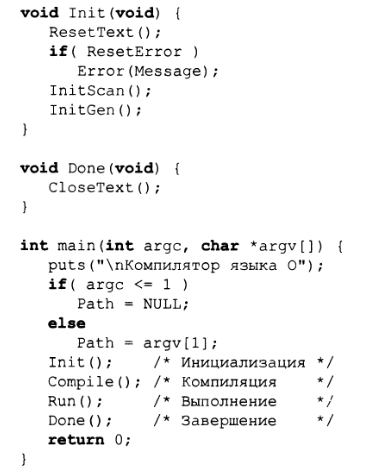 void Init(void) {
   ResetText();
   if( ResetError )
      Error(Message);
   InitScan();
   InitGen();
}

void Done(void) {
   CloseText();
}

int main(int argc, char *argv[]) {
   puts("\nКомпилятор языка О");
   if( argc <= 1 )
      Path = NULL;
   else
      Path = argv[1];
   Init();    /* Инициализация */
   Compile(); /* Компиляция    */
   Run();     /* Выполнение    */
   Done();    /* Завершение    */
   return 0;
}